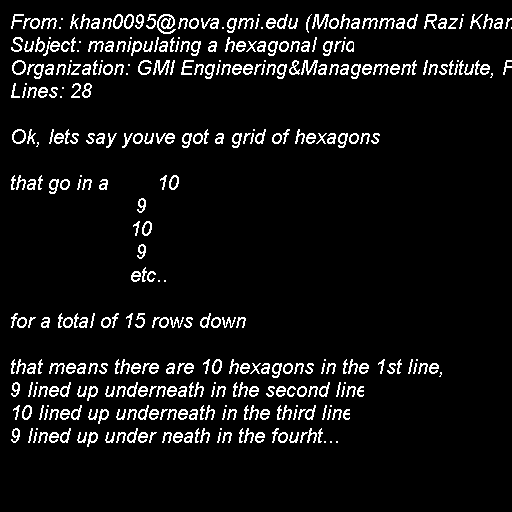 From: khan0095@nova.gmi.edu (Mohammad Razi Khan
Subject: manipulating a hexagonal grid
Organization: GMI Engineering&Management Institute, F
Lines: 28
Ok, lets say youve got a grid of hexagons
that go in a 10
9
10
9
etc..
for a total of 15 rows down
that means there are 10 hexagons in the 1st line,
9 lined up underneath in the second line
10 lined up underneath in the third line
9 lined up under neath in the fourht...